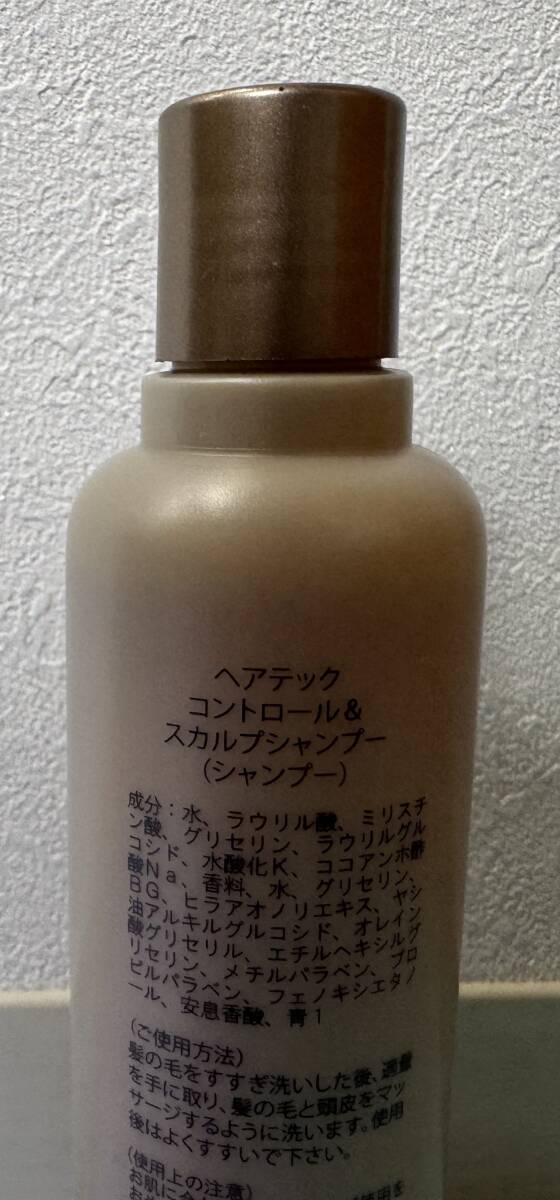 ヘアテック
コントロール&
スカルプシャンプー
(シャンプー)
成分：水、ラウリル酸、ミリスチ
ン酸、グリセリン、ラウリルグル
コシド、水酸化K、ココアンホ酢
酸Na、香料、水、グリセリン、
BG、ヒラアオノリエキス、ヤシ
油アルキルグルコシド、オレイン
酸グリセリル、エチルヘキシルグ
リセリン、メチルパラベン、プロ
ピルパラベン、フェノキシエタノ
ール、安息香酸、青1
(ご使用方法)
髪の毛をすすぎ洗いした後、適量
を手に取り、髪の毛と頭皮をマッ
サージするように洗います。使用
後はよくすすいで下さい。
(使用上の注意)
お肌に合